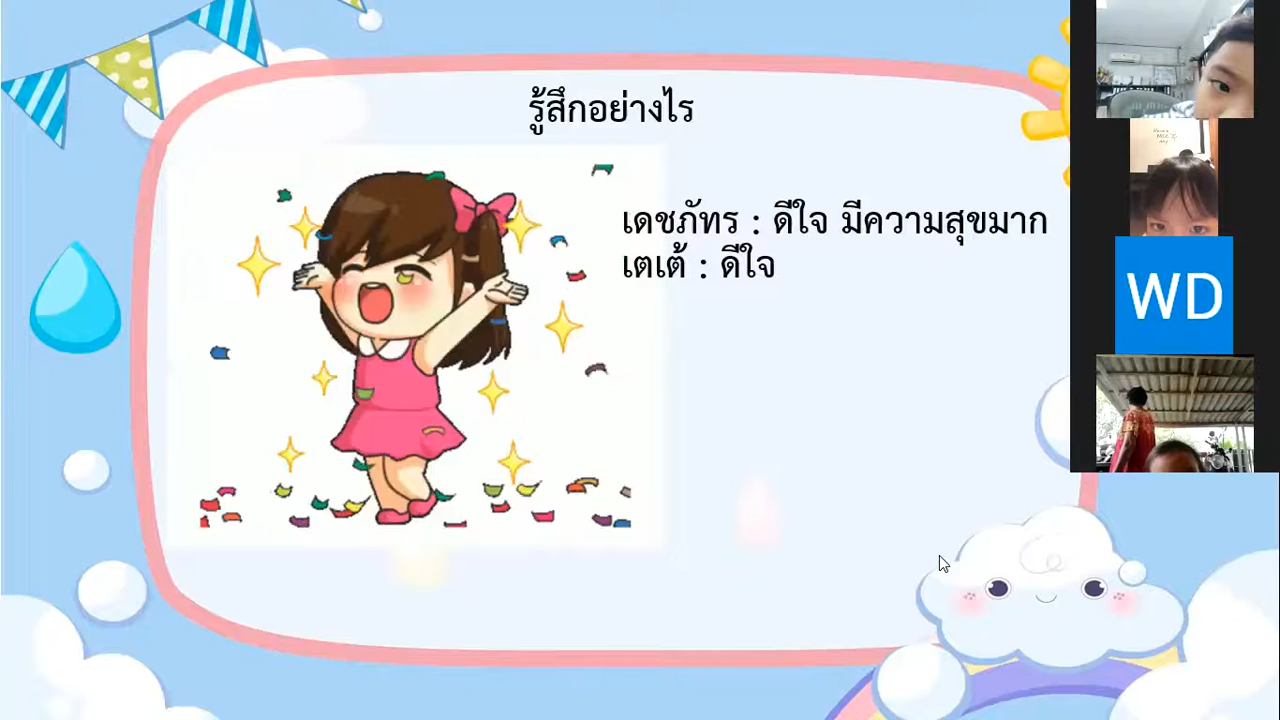 รู้สึกอย่างไร
เดชภัทร : ดีใจ มีความสุขมาก
เตเต้ : ดีใจ
WD